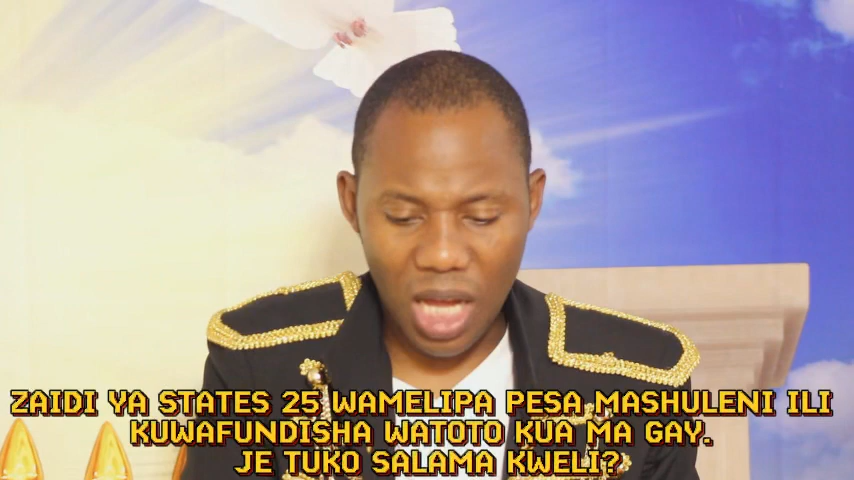 ZAIDI YA STATES 25 WAMELIPA PESA MASHULENI ILI
KUWAFUNDISHA WATOTO KUA MA GAY.
JE TUKO SALAMA KWELI?